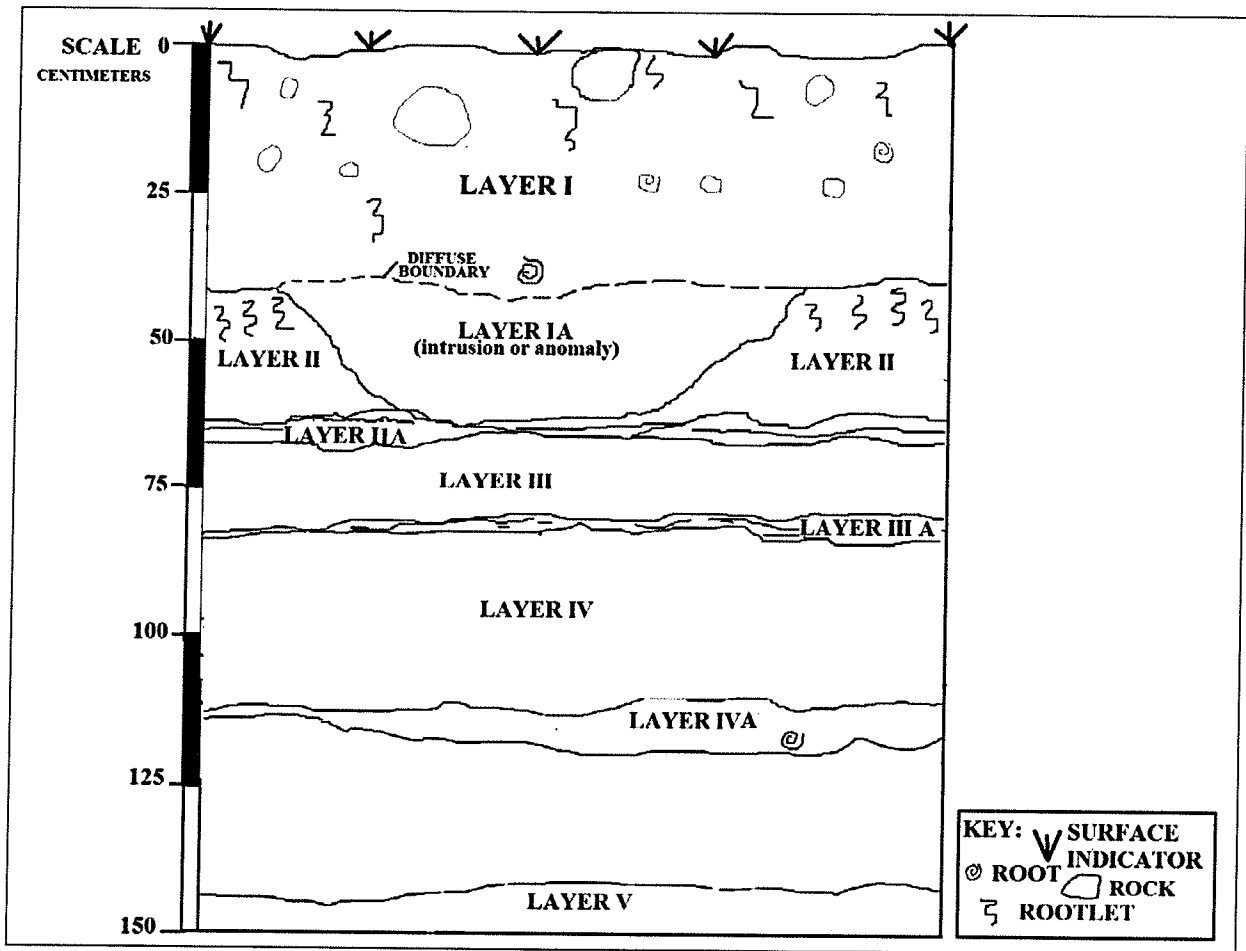 SCALE 0
CENTIMETERS
LAYER I
25
DIFFUSE
BOUNDARY
LAYER IA
(intrusion or anomaly)
50
LAYER II
LAYER II
LAYER IIA
LAYER III
75
LAYER III A
LAYER IV
100
LAYER IVA
125
LAYER V
150
KEY: SURFACE
INDICATOR
ROOT ROCK
ROOTLET